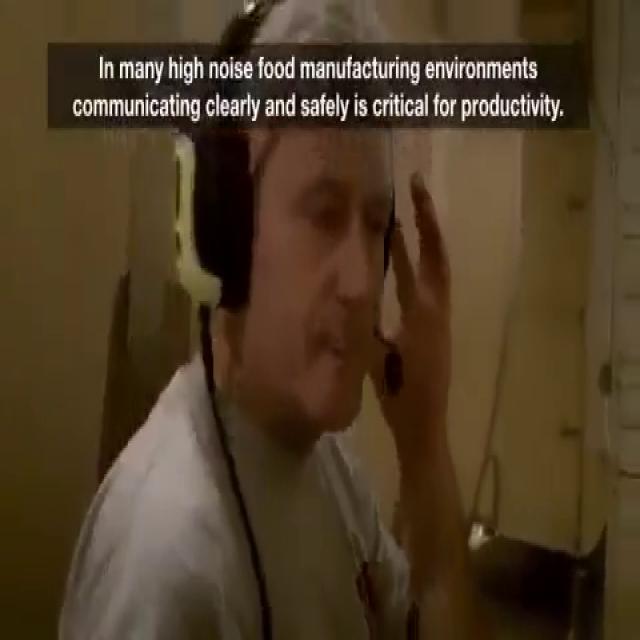 In many high noise food manufacturing environments
communicating clearly and safely is critical for productivity.